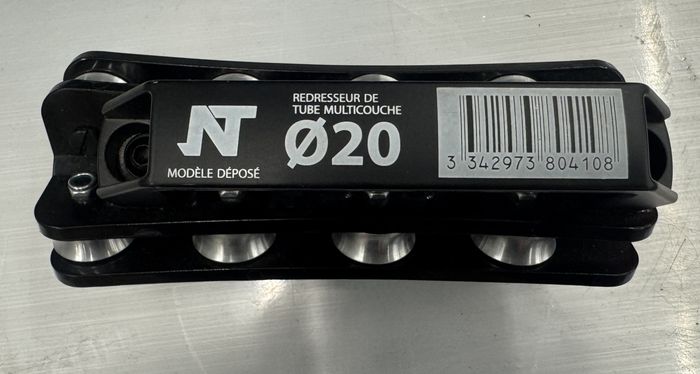 NT
MODÈLE DÉPOSÉ
REDRESSEUR DE
TUBE MULTICOUCHE
Ø20
3 342973 804108